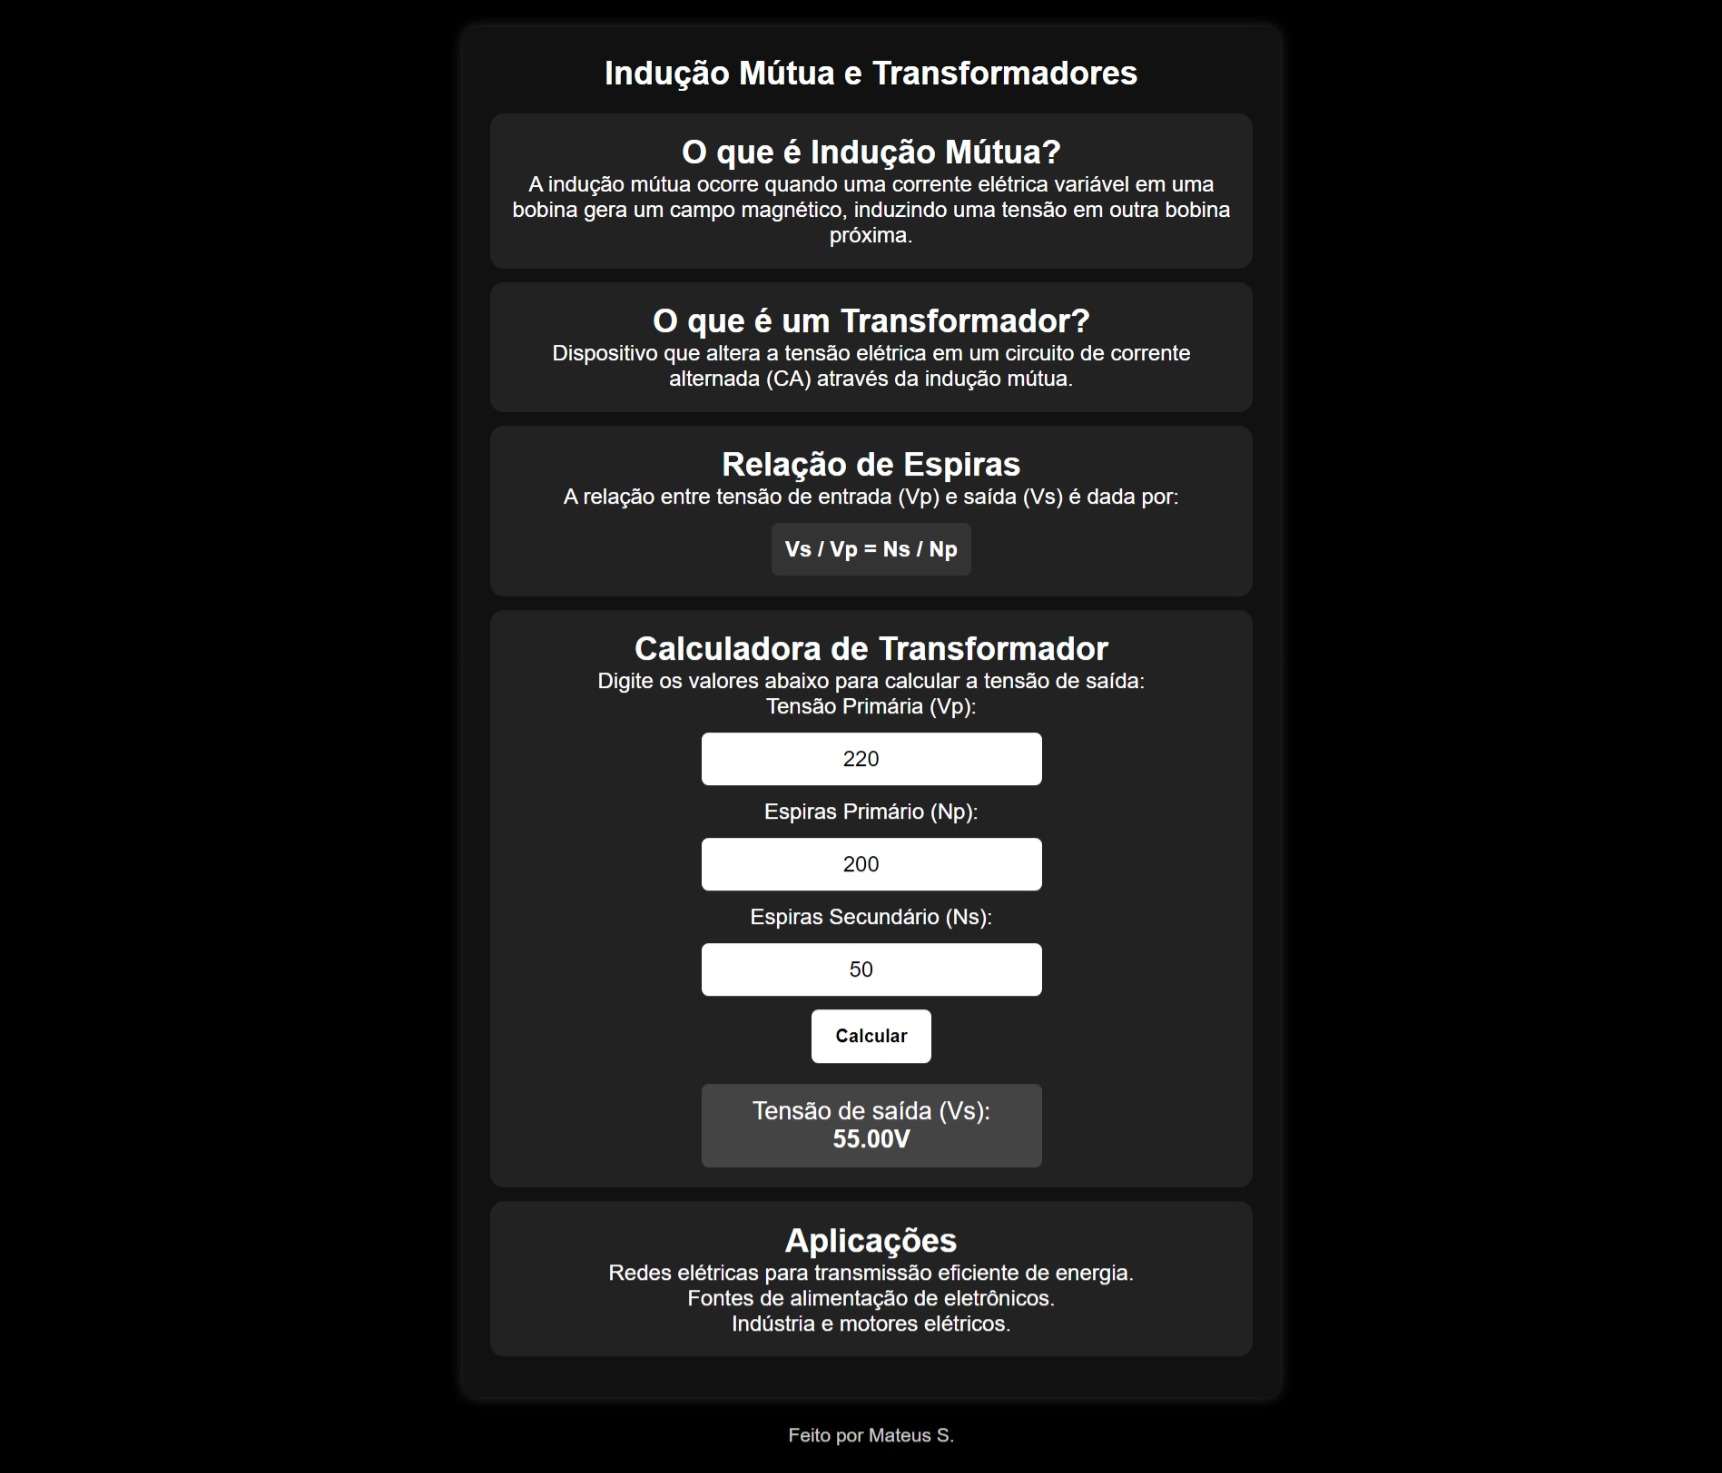 Indução Mútua e Transformadores
O que é Indução Mútua?
A indução mútua ocorre quando uma corrente elétrica variável em uma
bobina gera um campo magnético, induzindo uma tensão em outra bobina
próxima.
O que é um Transformador?
Dispositivo que altera a tensão elétrica em um circuito de corrente
alternada (CA) através da indução mútua.
Relação de Espiras
A relação entre tensão de entrada (Vp) e saída (Vs) é dada por:
Vs / Vp = Ns / Np
Calculadora de Transformador
Digite os valores abaixo para calcular a tensão de saída:
Tensão Primária (Vp):
220
Espiras Primário (Np):
200
Espiras Secundário (Ns):
50
Calcular
Tensão de saída (Vs):
55.00V
Aplicações
Redes elétricas para transmissão eficiente de energia.
Fontes de alimentação de eletrônicos.
Indústria e motores elétricos.
Feito por Mateus S.